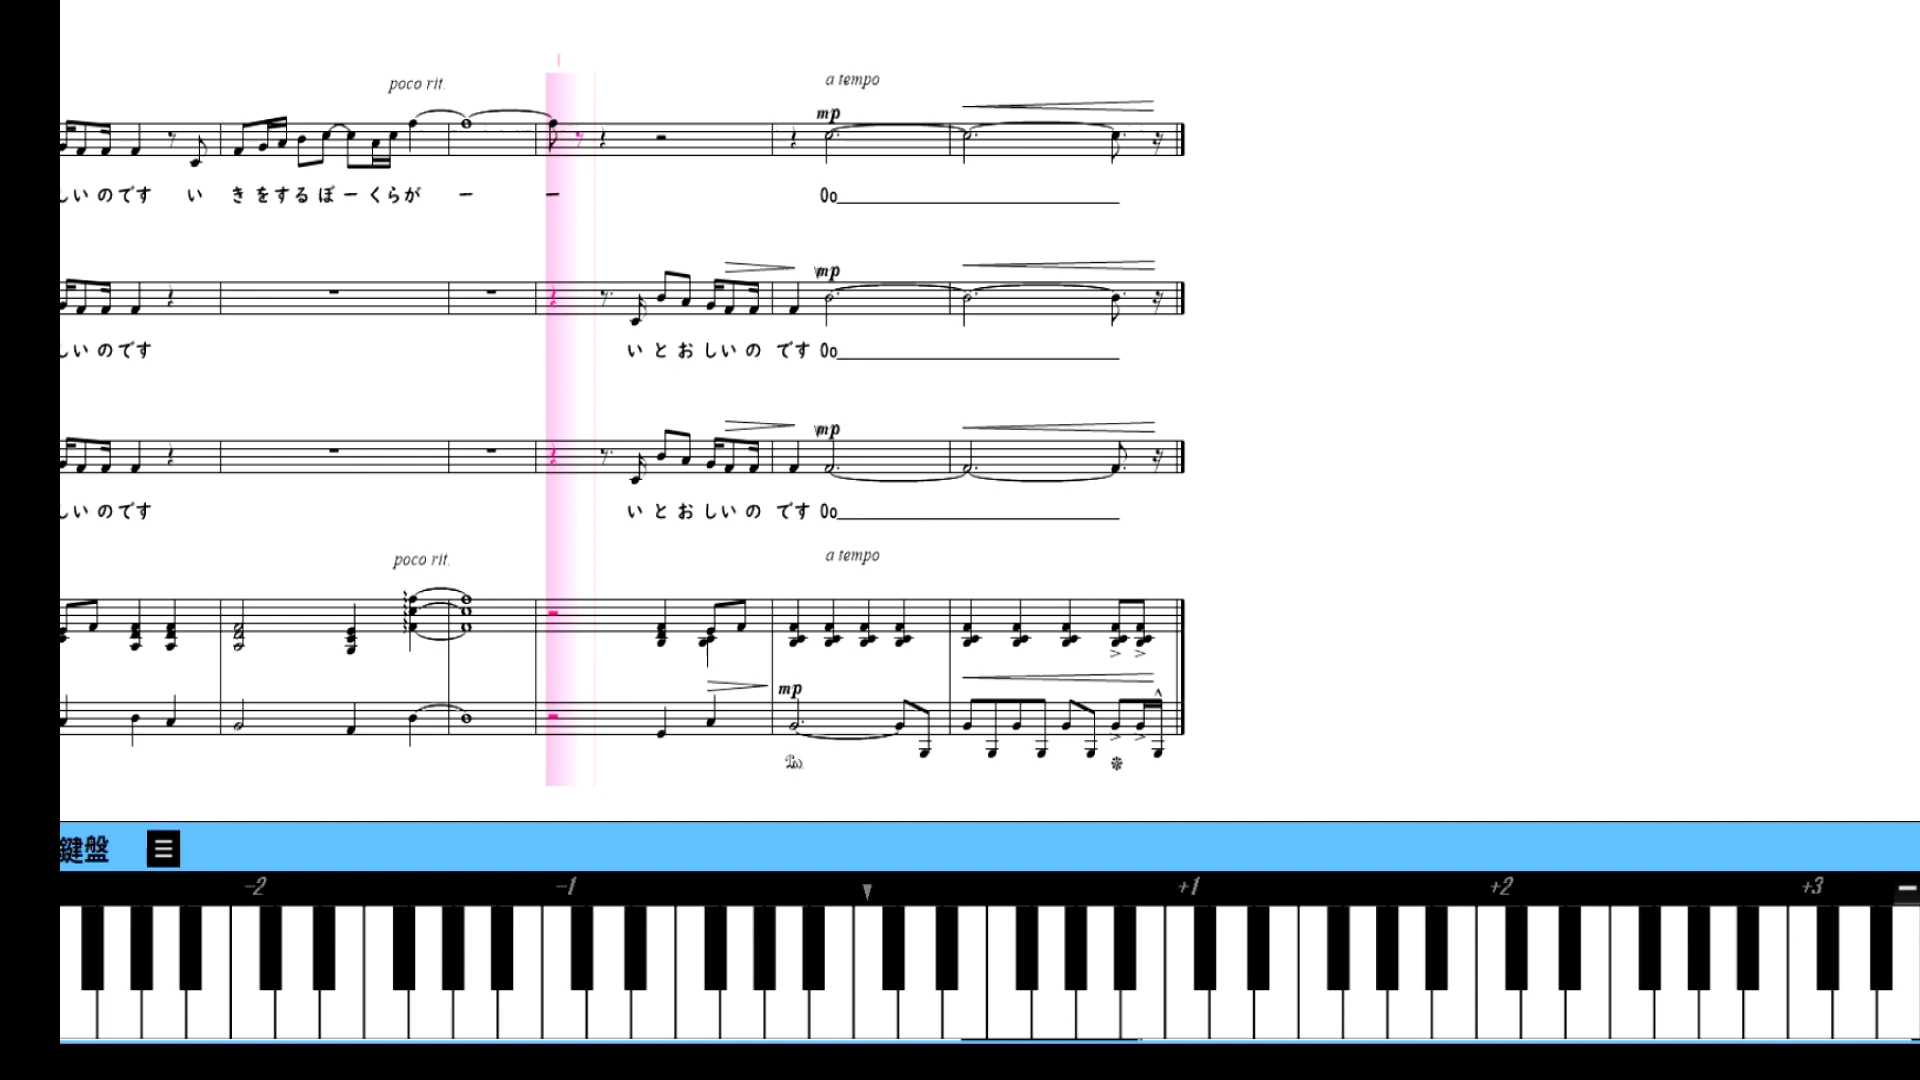 poco rit.
a tempo
mp
しいのです い きをするぼーくらが ー ー Oo
mp
しいのです いとおしいの です Oo
mp
しいのです いとおしいの です Oo
poco rit.
a tempo
mp
鍵盤
-2 -1 +1 +2 +3